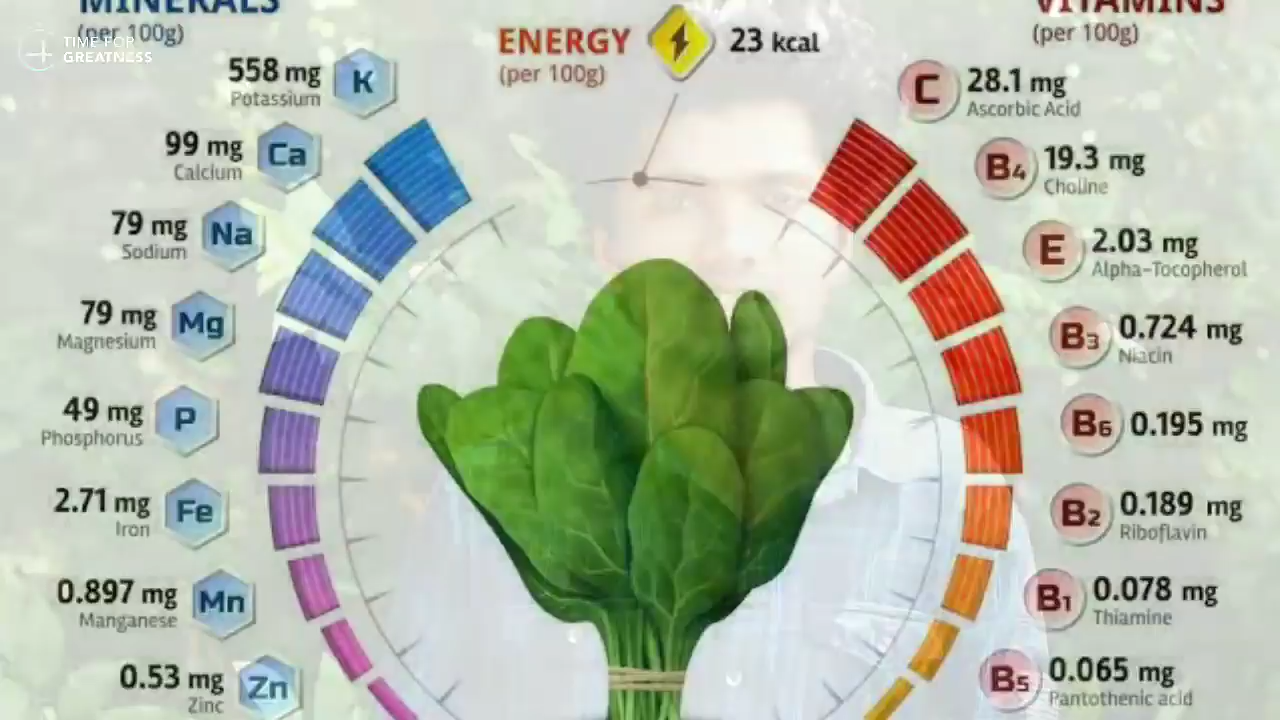 MINERALS
(per 100g)
TIME FOR
GREATNESS
558 mg
Potassium
K
99 mg
Calcium
Ca
79 mg
Sodium
Na
79 mg
Magnesium
Mg
49 mg
Phosphorus
P
2.71 mg
Iron
Fe
0.897 mg
Manganese
Mn
0.53 mg
Zinc
Zn
ENERGY
(per 100g)
23 kcal
VITAMINS
(per 100g)
C
28.1 mg
Ascorbic Acid
B4
19.3 mg
Choline
E
2.03 mg
Alpha-Tocopherol
B3
0.724 mg
Niacin
B6
0.195 mg
B2
0.189 mg
Riboflavin
B1
0.078 mg
Thiamine
B5
0.065 mg
Pantothenic acid